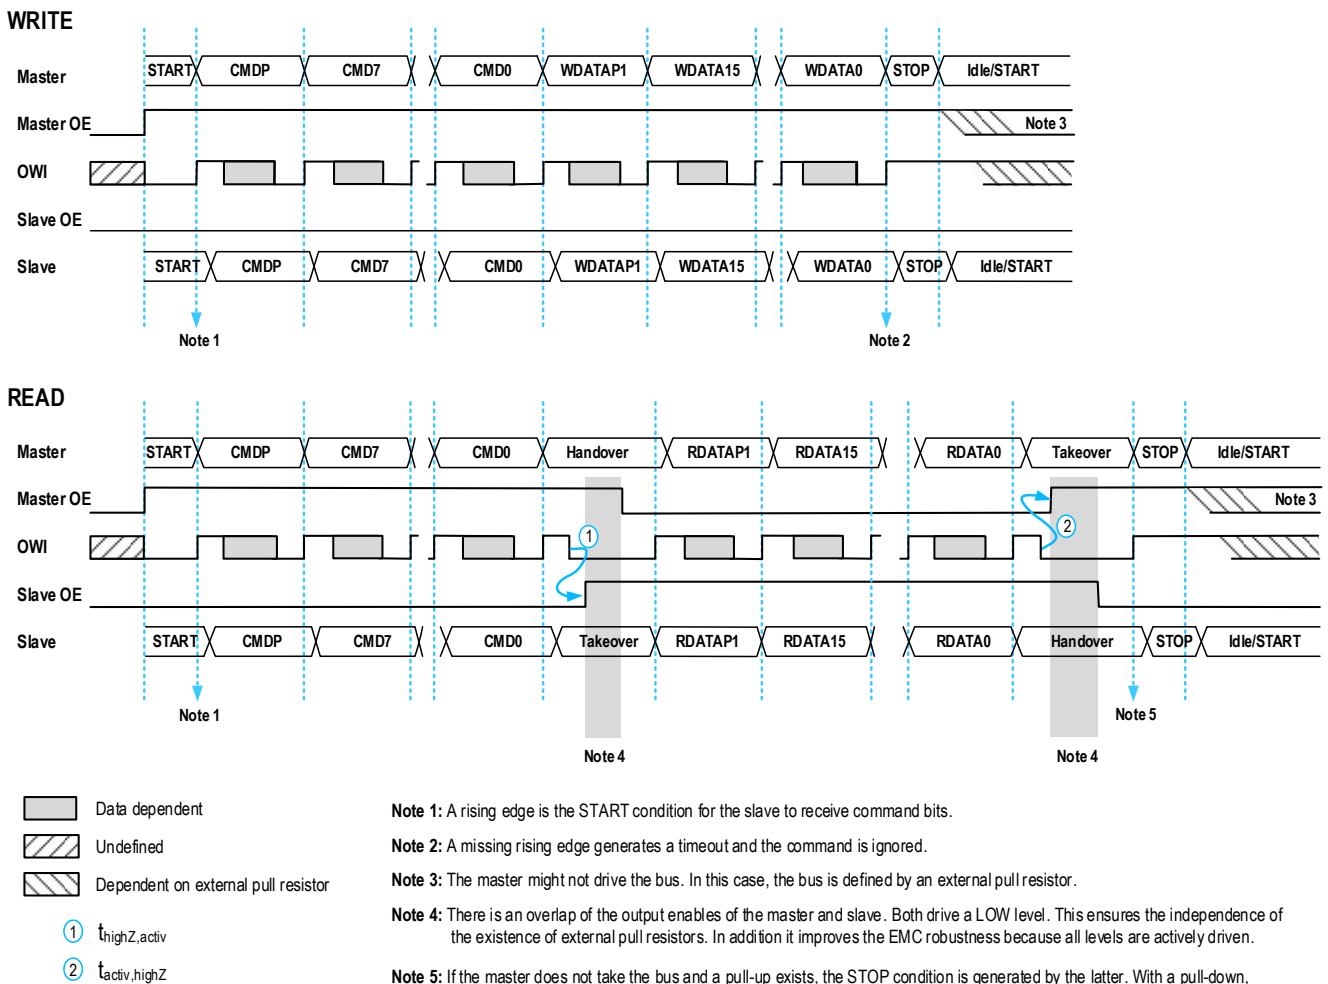 WRITE
Master START CMDP CMD7 CMD0 WDATAP1 WDATA15 WDATA0 STOP Idle/START
Master OE Note 3
OWI
Slave OE
Slave START CMDP CMD7 CMD0 WDATAP1 WDATA15 WDATA0 STOP Idle/START
Note 1 Note 2
READ
Master START CMDP CMD7 CMD0 Handover RDATAP1 RDATA15 RDATA0 Takeover STOP Idle/START
Master OE Note 3
OWI 1 2
Slave OE
Slave START CMDP CMD7 CMD0 Takeover RDATAP1 RDATA15 RDATA0 Handover STOP Idle/START
Note 1 Note 5
Note 4 Note 4
Data dependent
Undefined
Dependent on external pull resistor
1 thighZ,activ
2 tactiv,highZ
Note 1: A rising edge is the START condition for the slave to receive command bits.
Note 2: A missing rising edge generates a timeout and the command is ignored.
Note 3: The master might not drive the bus. In this case, the bus is defined by an external pull resistor.
Note 4: There is an overlap of the output enables of the master and slave. Both drive a LOW level. This ensures the independence of
the existence of external pull resistors. In addition it improves the EMC robustness because all levels are actively driven.
Note 5: If the master does not take the bus and a pull-up exists, the STOP condition is generated by the latter. With a pull-down,